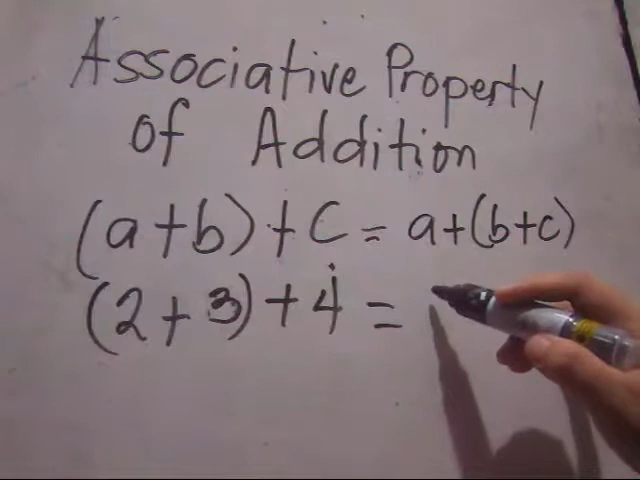 Associative Property
of Addition
(a+b)+c=a+(b+c)
(2+3)+4=